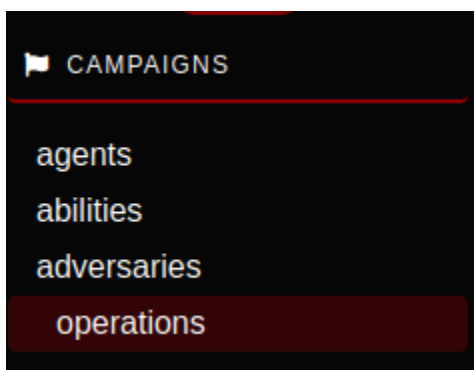 CAMPAIGNS
agents
abilities
adversaries
operations